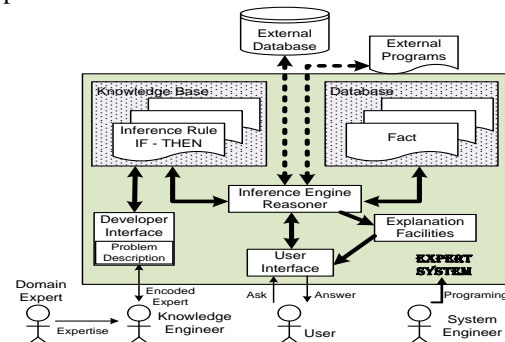 External
Database
External
Programs
Knowledge Base
Database
Inference Rule
IF - THEN
Fact
Inference Engine
Reasoner
Developer
Interface
Problem
Description
Explanation
Facilities
User
Interface
EXPERT
SYSTEM
Domain
Expert
Encoded
Expert
Ask
Answer
Programing
Expertise
Knowledge
Engineer
User
System
Engineer